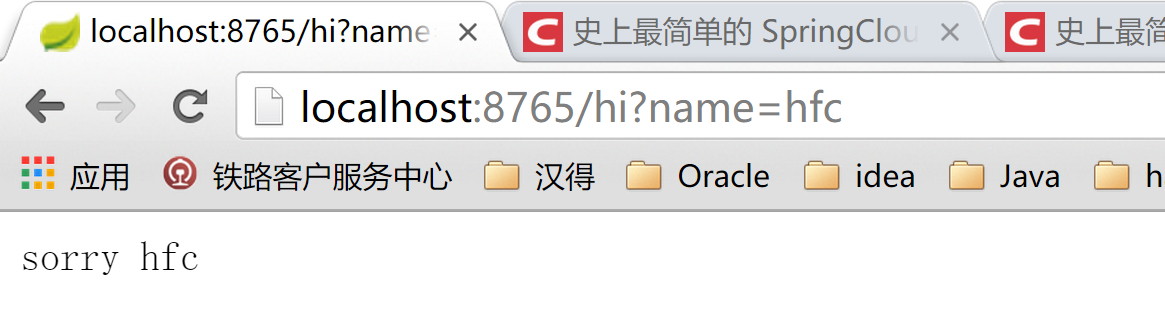 localhost:8765/hi?name 史上最简单的 SpringClou 史上最简
localhost:8765/hi?name=hfc
应用 铁路客户服务中心 汉得 Oracle idea Java h
sorry hfc